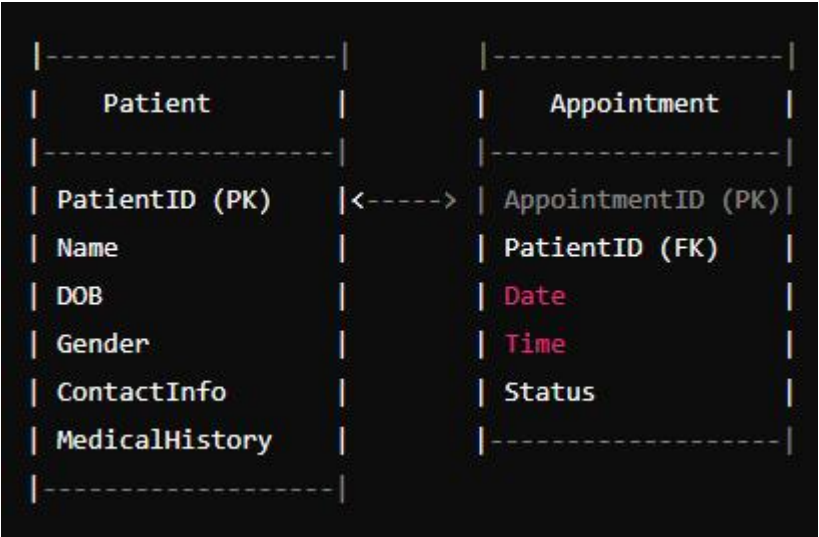 |--------------------| |--------------------|
| Patient | | Appointment |
|--------------------| |--------------------|
| PatientID (PK) |<-----> | AppointmentID (PK)|
| Name | | PatientID (FK) |
| DOB | | Date |
| Gender | | Time |
| ContactInfo | | Status |
| MedicalHistory | |--------------------|
|--------------------|